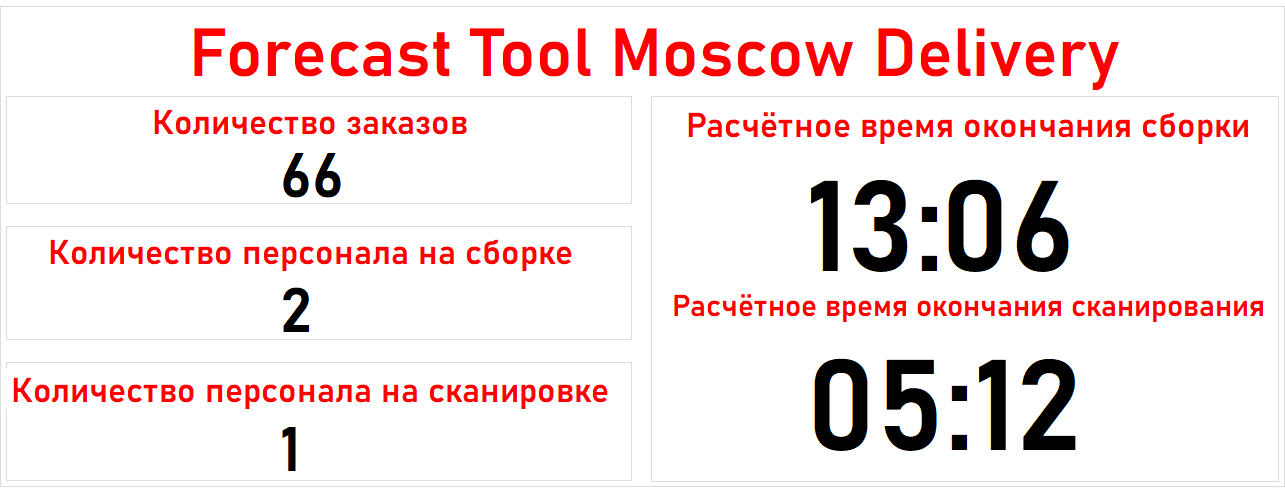 Forecast Tool Moscow Delivery
Количество заказов
66
Количество персонала на сборке
2
Количество персонала на сканировке
1
Расчётное время окончания сборки
13:06
Расчётное время окончания сканирования
05:12